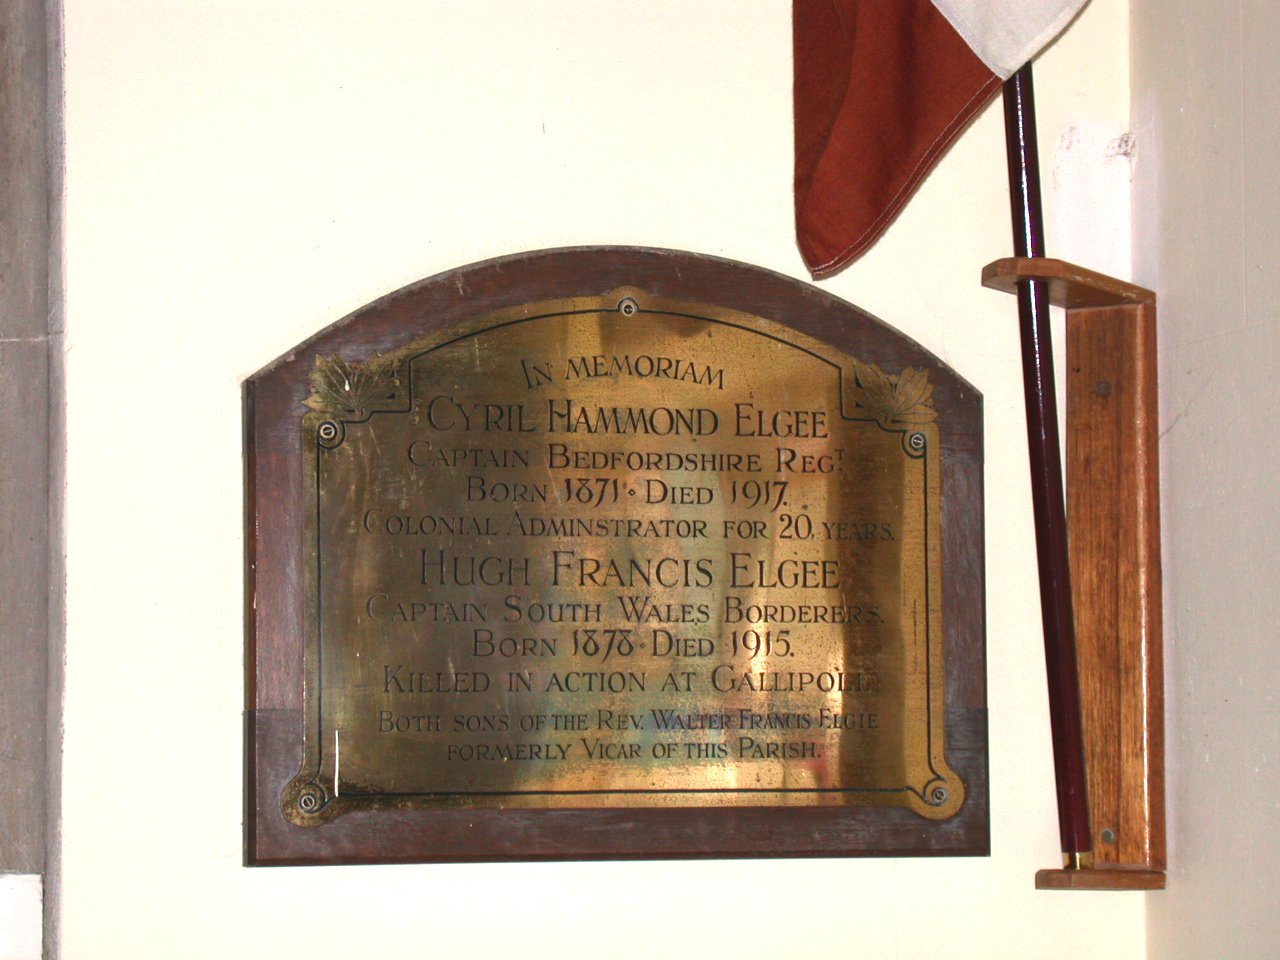 IN MEMORIAM
CYRIL HAMMOND ELGEE
CAPTAIN BEDFORDSHIRE REGT.
BORN 1871 · DIED 1917.
COLONIAL ADMINSTRATOR FOR 20 YEARS.
HUGH FRANCIS ELGEE
CAPTAIN SOUTH WALES BORDERERS.
BORN 1878 · DIED 1915.
KILLED IN ACTION AT GALLIPOLI.
BOTH SONS OF THE REV. WALTER FRANCIS ELGIE
FORMERLY VICAR OF THIS PARISH.